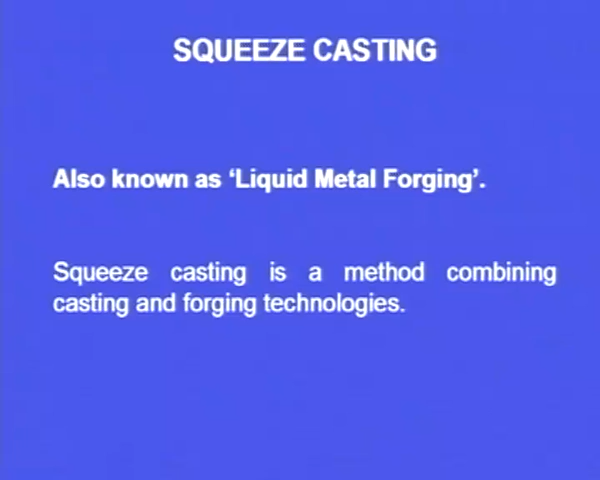 SQUEEZE CASTING
Also known as ‘Liquid Metal Forging’.
Squeeze casting is a method combining
casting and forging technologies.